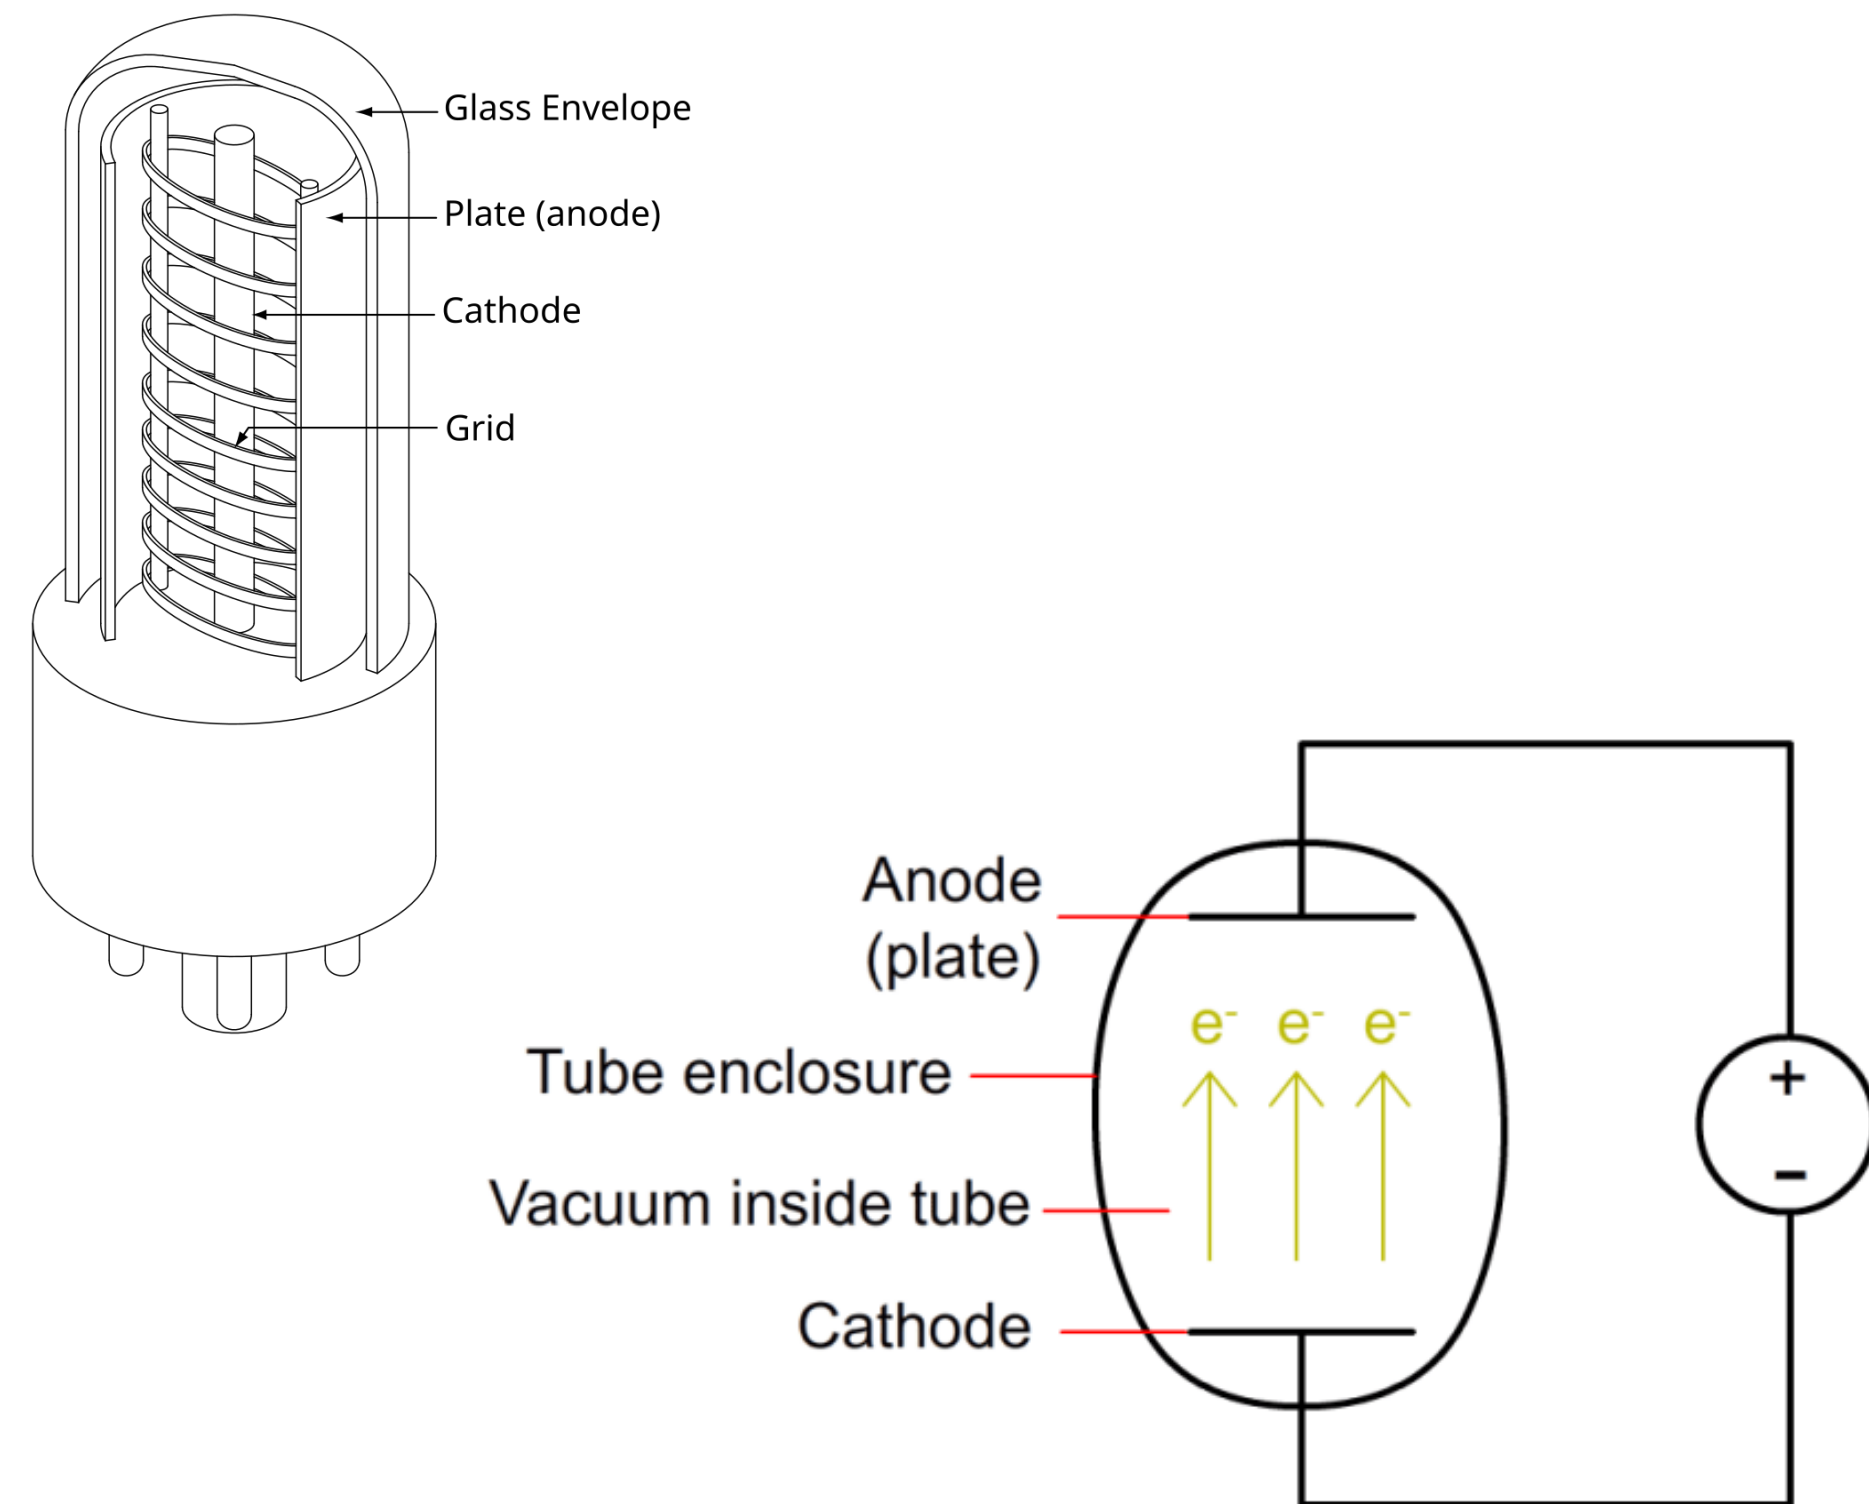 Glass Envelope
Plate (anode)
Cathode
Grid
Anode
(plate)
e- e- e-
Tube enclosure
+
Vacuum inside tube
-
Cathode